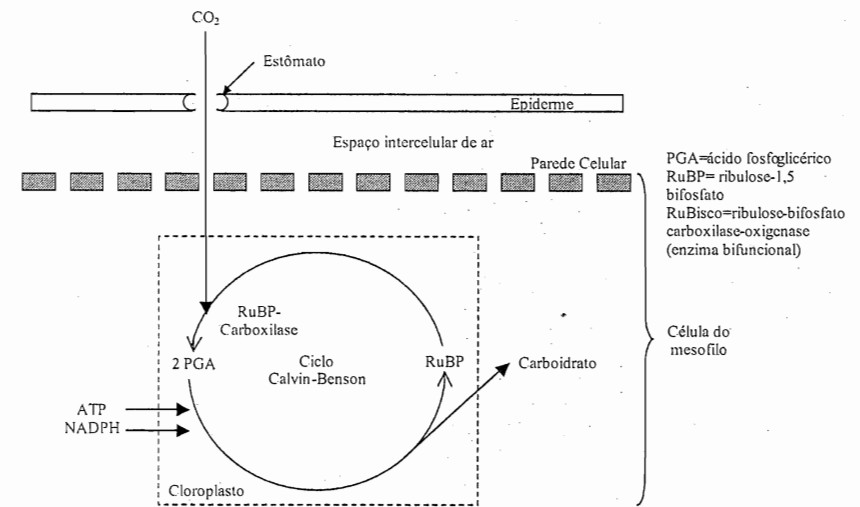 CO₂
Estômato
Epiderme
Espaço intercelular de ar
Parede Celular
PGA=ácido fosfoglicérico
RuBP= ribulose-1,5
bifosfato
RuBisco=ribulose-bifosfato
carboxilase-oxigenase
(enzima bifuncional)
RuBP-
Carboxilase
2 PGA
Ciclo
Calvin-Benson
RuBP
Carboidrato
Célula do
mesofilo
ATP
NADPH
Cloroplasto